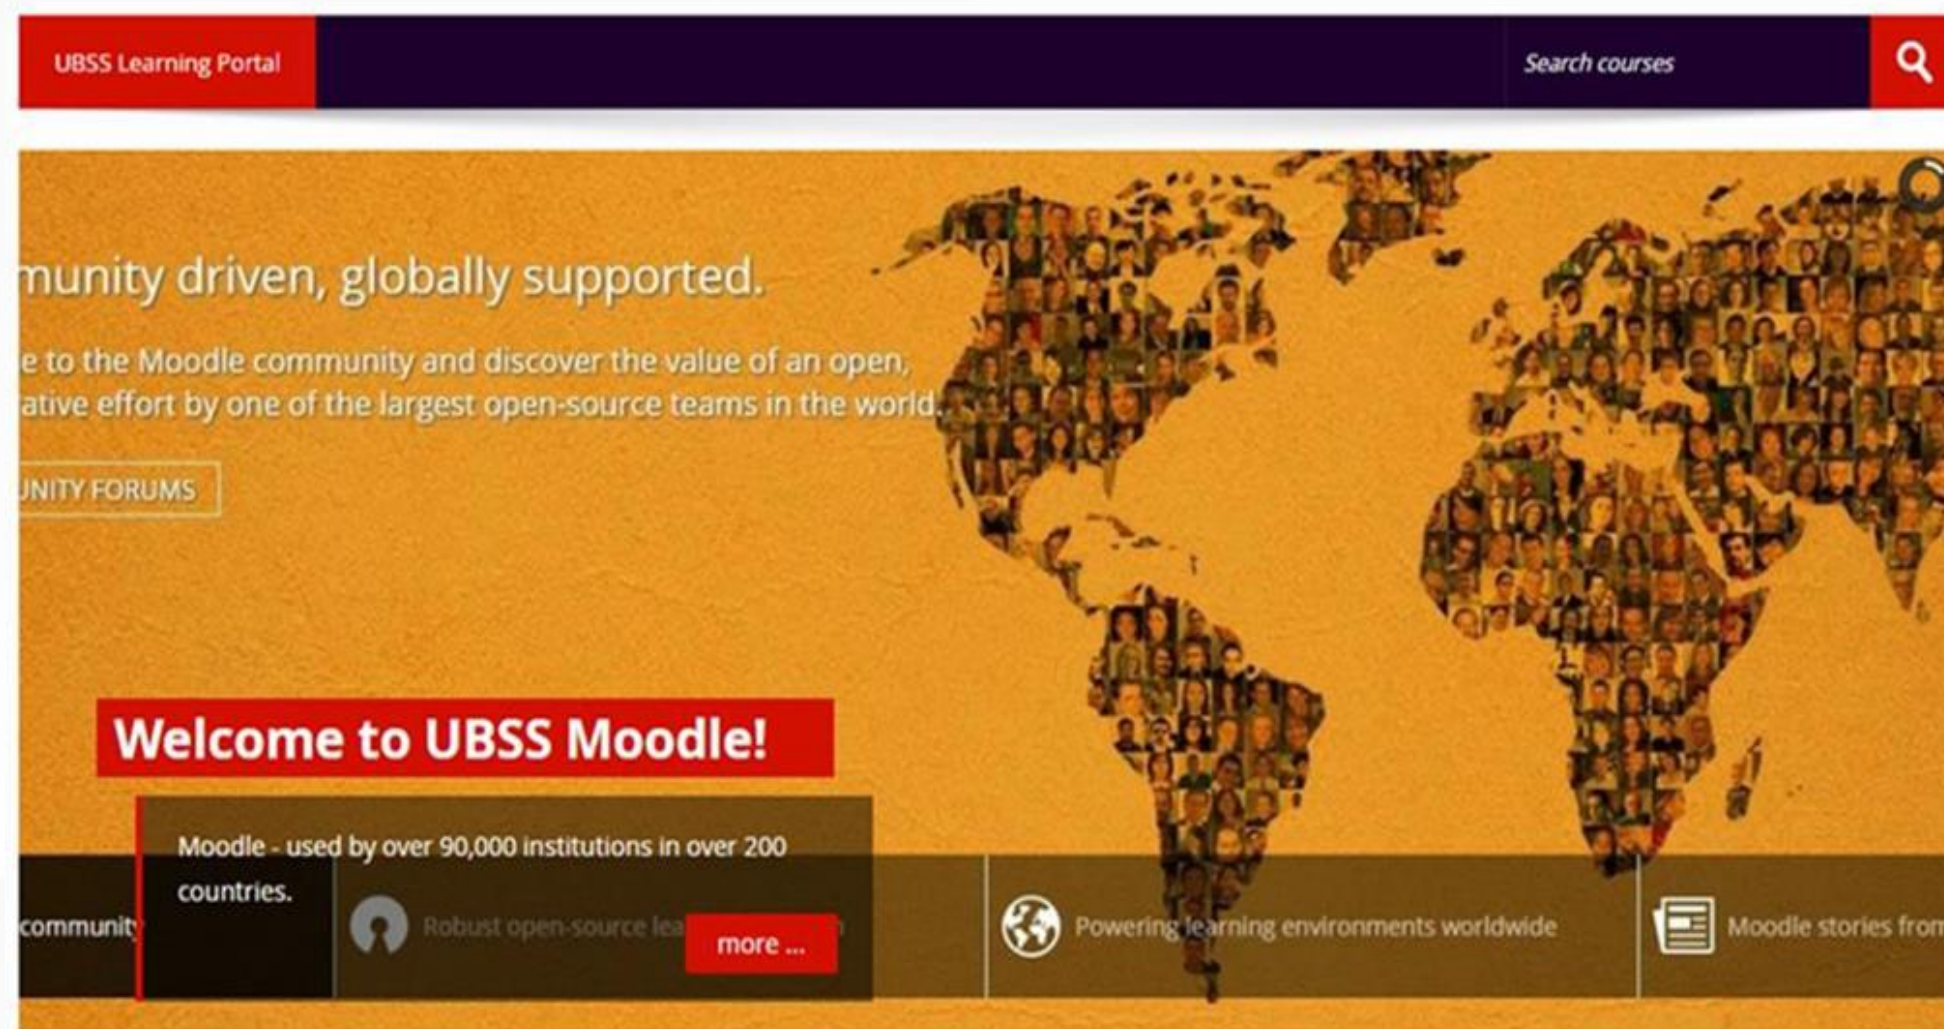 UBSS Learning Portal
Search courses
munity driven, globally supported.
e to the Moodle community and discover the value of an open,
ative effort by one of the largest open-source teams in the world.
UNITY FORUMS
Welcome to UBSS Moodle!
Moodle - used by over 90,000 institutions in over 200
countries.
community
Robust open-source lea
more ...
Powering learning environments worldwide
Moodle stories from